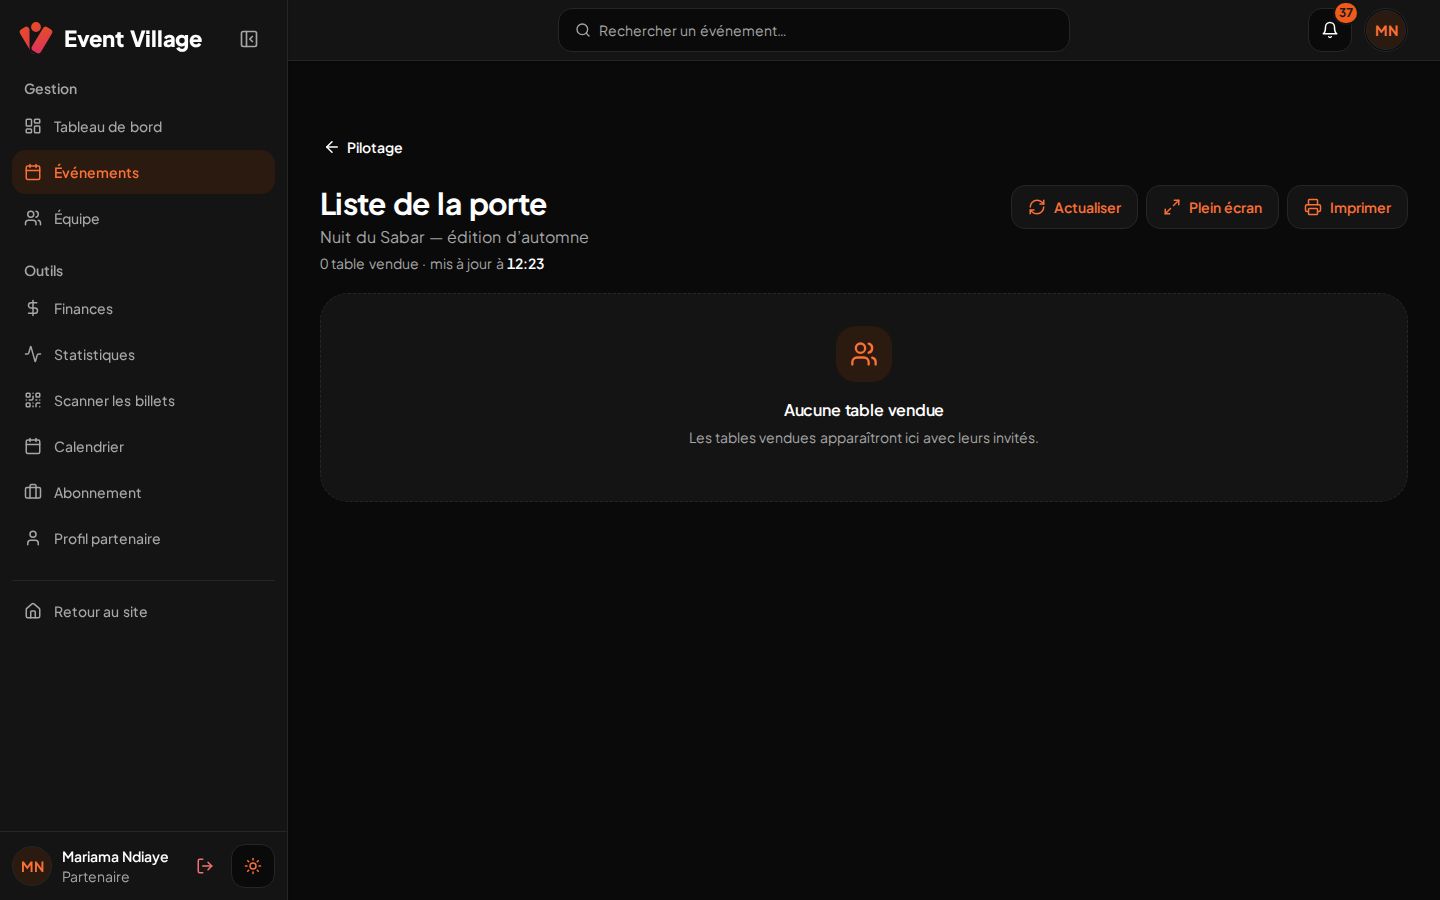 Event Village
Gestion
Tableau de bord
Événements
Équipe
Outils
Finances
Statistiques
Scanner les billets
Calendrier
Abonnement
Profil partenaire
Retour au site
MN
Mariama Ndiaye
Partenaire
Rechercher un événement...
37
MN
Pilotage
Liste de la porte
Nuit du Sabar — édition d’automne
0 table vendue · mis à jour à 12:23
Actualiser
Plein écran
Imprimer
Aucune table vendue
Les tables vendues apparaîtront ici avec leurs invités.